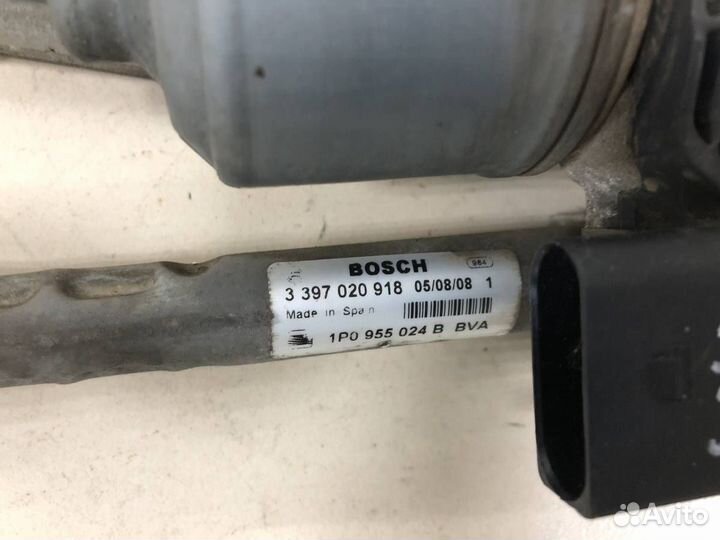 BOSCH 984
3 397 020 918 05/08/08 1
Made in Spain
1P0 955 024 B BVA
Avito